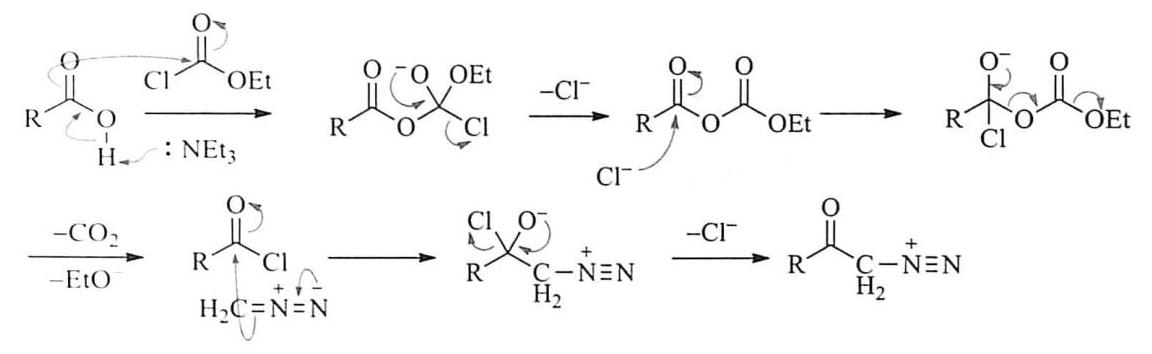 O
O⁻ O
O O ⁻O OEt O O
Cl OEt –Cl⁻
R O R O Cl R O OEt R O OEt
H : NEt₃ Cl⁻ Cl
O Cl O⁻ O
–CO₂ –Cl⁻
–EtO⁻ R Cl R C–N⁺≡N R C–N⁺≡N
H₂C=N⁺=N⁻ H₂ H₂